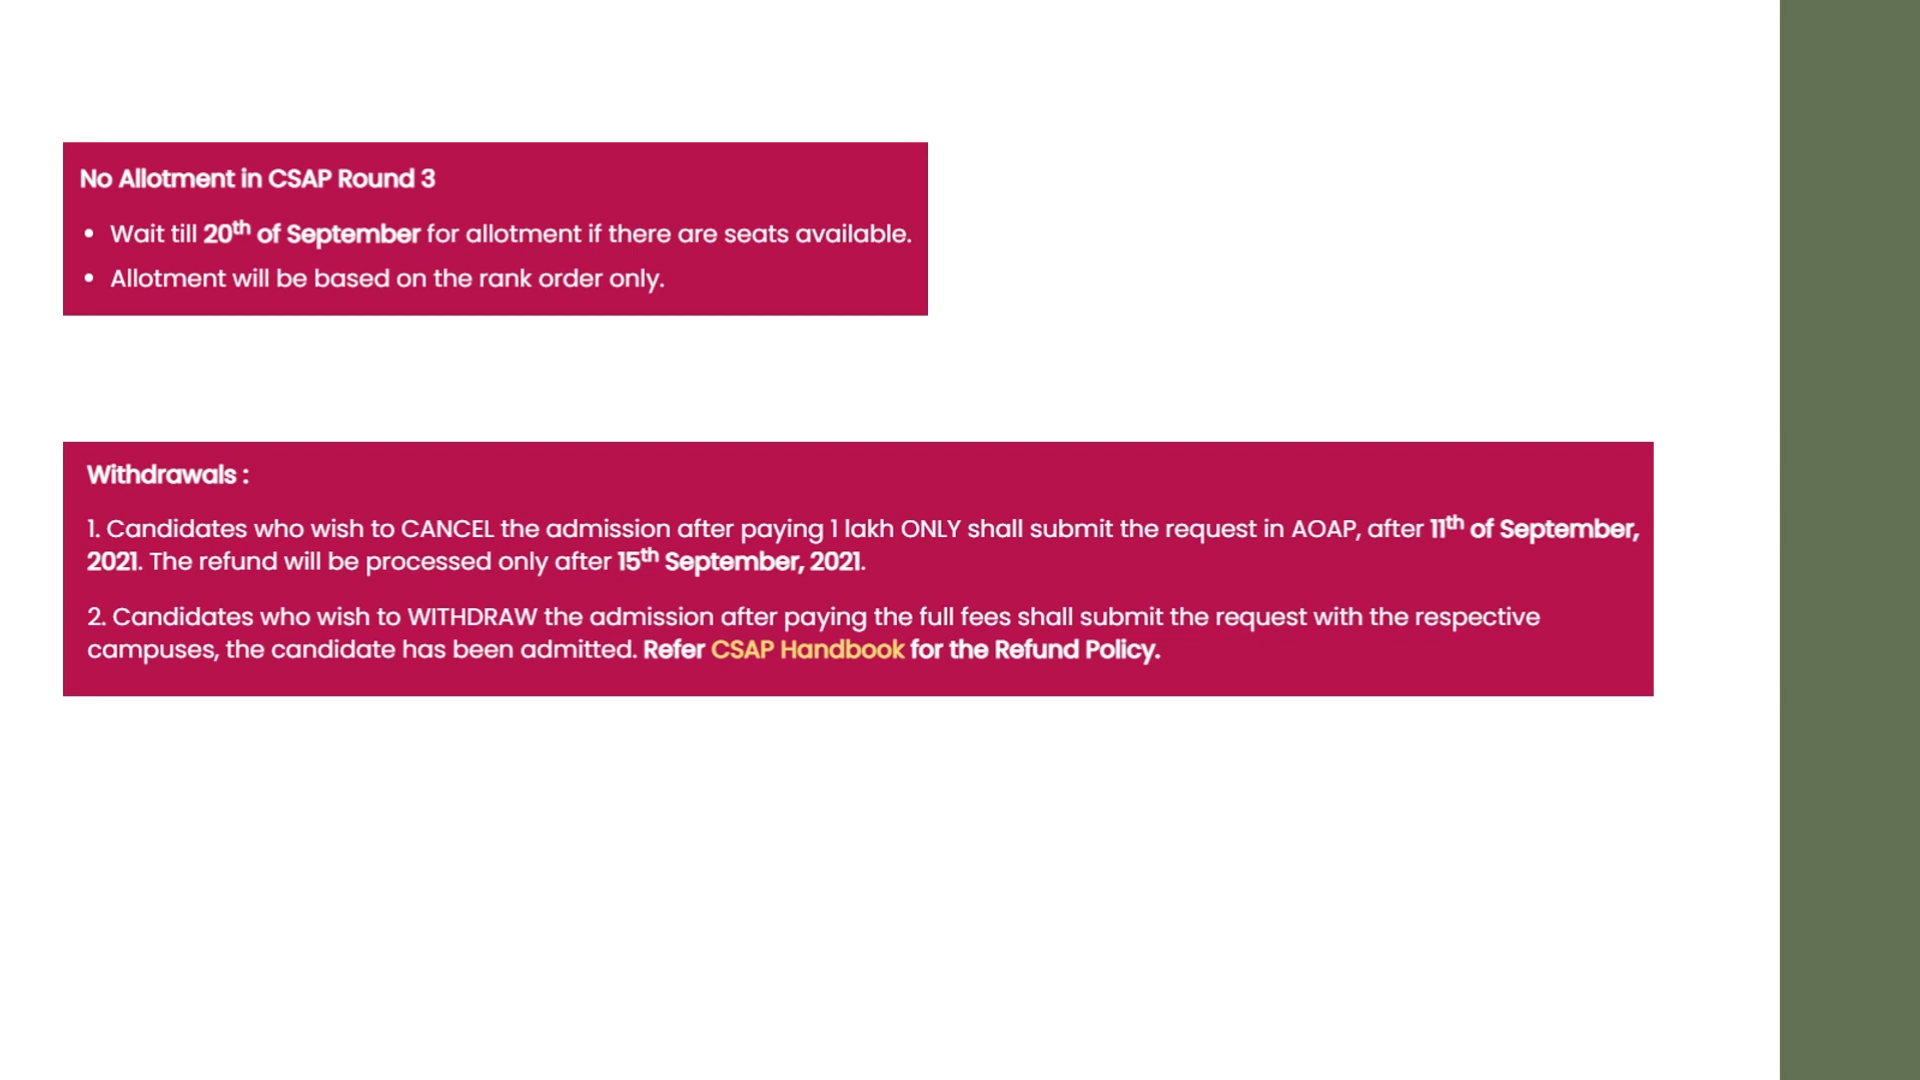 No Allotment in CSAP Round 3
• Wait till 20th of September for allotment if there are seats available.
• Allotment will be based on the rank order only.
Withdrawals :
1. Candidates who wish to CANCEL the admission after paying 1 lakh ONLY shall submit the request in AOAP, after 11th of September,
2021. The refund will be processed only after 15th September, 2021.
2. Candidates who wish to WITHDRAW the admission after paying the full fees shall submit the request with the respective
campuses, the candidate has been admitted. Refer CSAP Handbook for the Refund Policy.